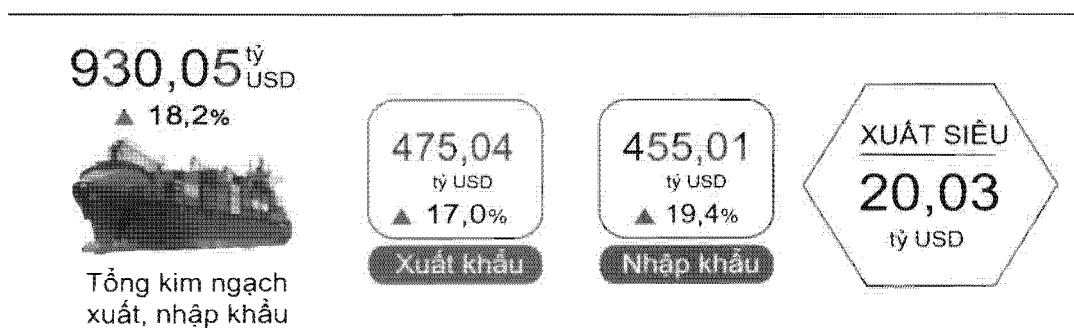 930,05 tỷ USD
▲ 18,2%
Tổng kim ngạch
xuất, nhập khẩu
475,04
tỷ USD
▲ 17,0%
Xuất khẩu
455,01
tỷ USD
▲ 19,4%
Nhập khẩu
XUẤT SIÊU
20,03
tỷ USD